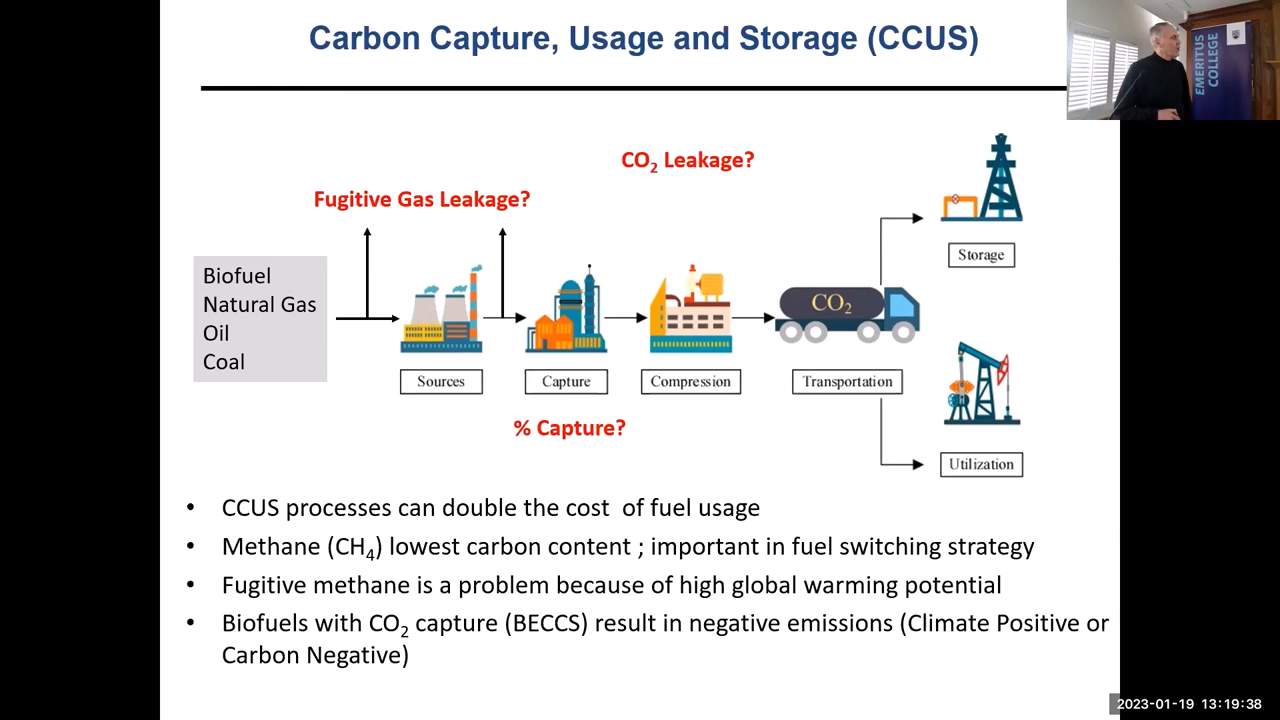 Carbon Capture, Usage and Storage (CCUS)
EMERITUS
COLLEGE
CO₂ Leakage?
Fugitive Gas Leakage?
Storage
Biofuel
Natural Gas
Oil
Coal
CO₂
Sources
Capture
Compression
Transportation
% Capture?
Utilization
• CCUS processes can double the cost of fuel usage
• Methane (CH₄) lowest carbon content ; important in fuel switching strategy
• Fugitive methane is a problem because of high global warming potential
• Biofuels with CO₂ capture (BECCS) result in negative emissions (Climate Positive or
Carbon Negative)
2023-01-19 13:19:38